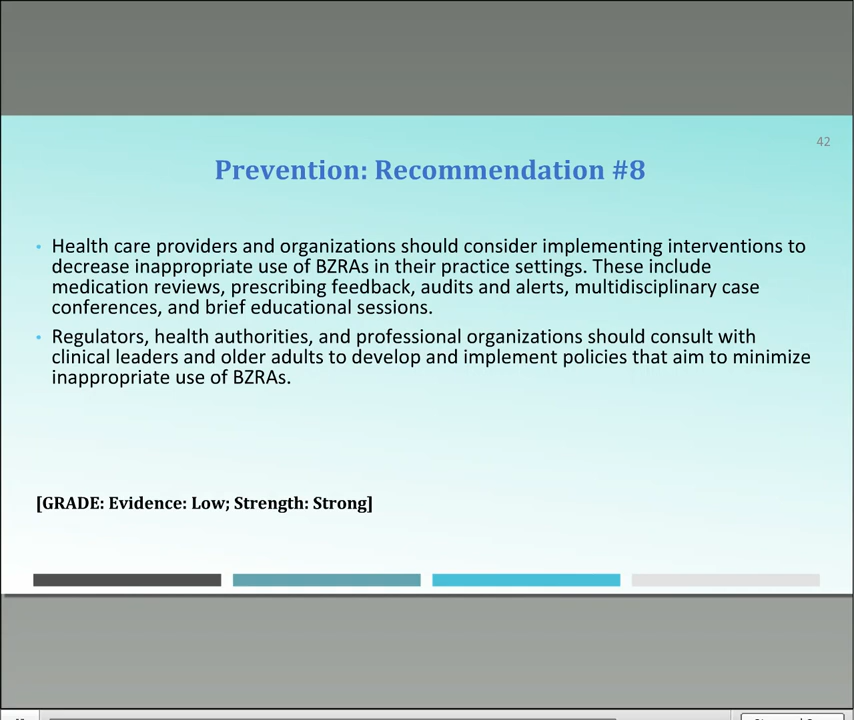 42
Prevention: Recommendation #8
• Health care providers and organizations should consider implementing interventions to
decrease inappropriate use of BZRAs in their practice settings. These include
medication reviews, prescribing feedback, audits and alerts, multidisciplinary case
conferences, and brief educational sessions.
• Regulators, health authorities, and professional organizations should consult with
clinical leaders and older adults to develop and implement policies that aim to minimize
inappropriate use of BZRAs.
[GRADE: Evidence: Low; Strength: Strong]